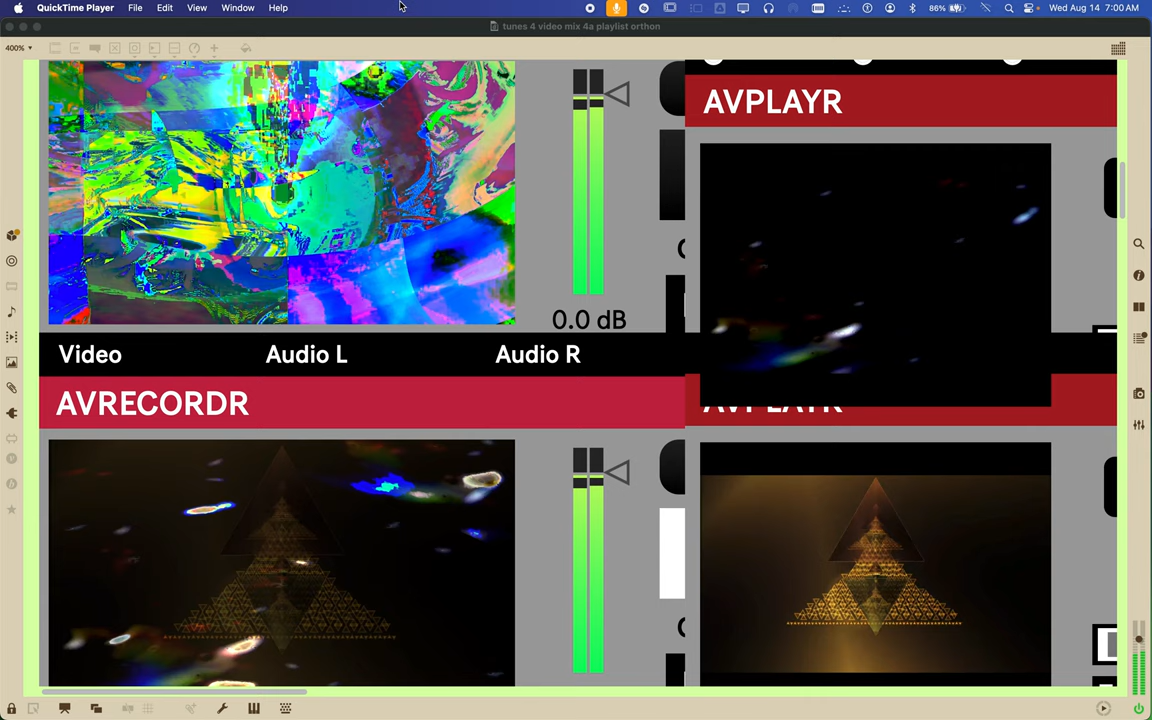 QuickTime Player File Edit View Window Help 86% Wed Aug 14 7:00 AM
tunes 4 video mix 4a playlist orthon
400%
AVPLAYR
0.0 dB
Video Audio L Audio R
AVRECORDR
AVPLAYR